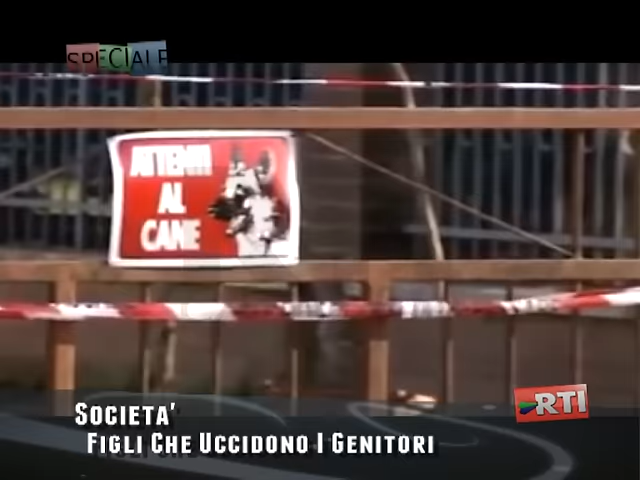 SPECIALE
ATTENTI
AL
CANE
SOCIETA'
FIGLI CHE UCCIDONO I GENITORI
RTI